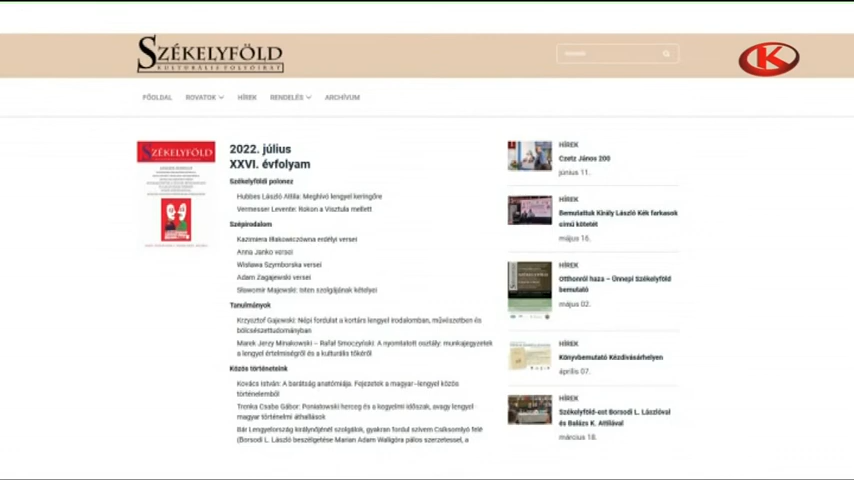 SZÉKELYFÖLD
KULTURÁLIS FOLYÓIRAT
K
FŐOLDAL
ROVATOK
HÍREK
RENDELÉS
ARCHÍVUM
SZÉKELYFÖLD
2022. július
XXVI. évfolyam
Székelyföldi polonéz
Hubbes László Attila: Meghívó lengyel keringőre
Vermesser Levente: Rokon a Visztula mellett
Szépirodalom
Kazimiera Iłłakowiczówna erdélyi versei
Anna Janko versei
Wisława Szymborska versei
Adam Zagajewski versei
Sławomir Majewski: Isten szolgájának kételyei
Tanulmányok
Krzysztof Gajewski: Népi fordulat a kortárs lengyel irodalomban, művészetben és
bölcsészettudományban
Marek Jerzy Minakowski – Rafał Smoczyński: A nyomtatott osztály: munkajegyzetek
a lengyel értelmiségről és a kulturális tőkéről
Közös történeteink
Kovács István: A barátság anatómiája. Fejezetek a magyar–lengyel közös
történelemből
Trenka Csaba Gábor: Poniatowski herceg és a kegyelmi időszak, avagy lengyel-
magyar történelmi áthallások
Bár Lengyelország királynőjénél szolgálok, gyakran fordul szívem Csíksomlyó felé
(Borsodi L. László beszélgetése Marian Adam Waligóra pálos szerzetessel, a
HÍREK
Czetz János 200
június 11.
HÍREK
Bemutattuk Király László Kék farkasok
című kötetét
május 16.
HÍREK
Otthonról haza – Ünnepi Székelyföld
bemutató
május 02.
HÍREK
Könyvbemutató Kézdivásárhelyen
április 07.
HÍREK
Székelyföld-est Borsodi L. Lászlóval
és Balázs K. Attilával
március 18.